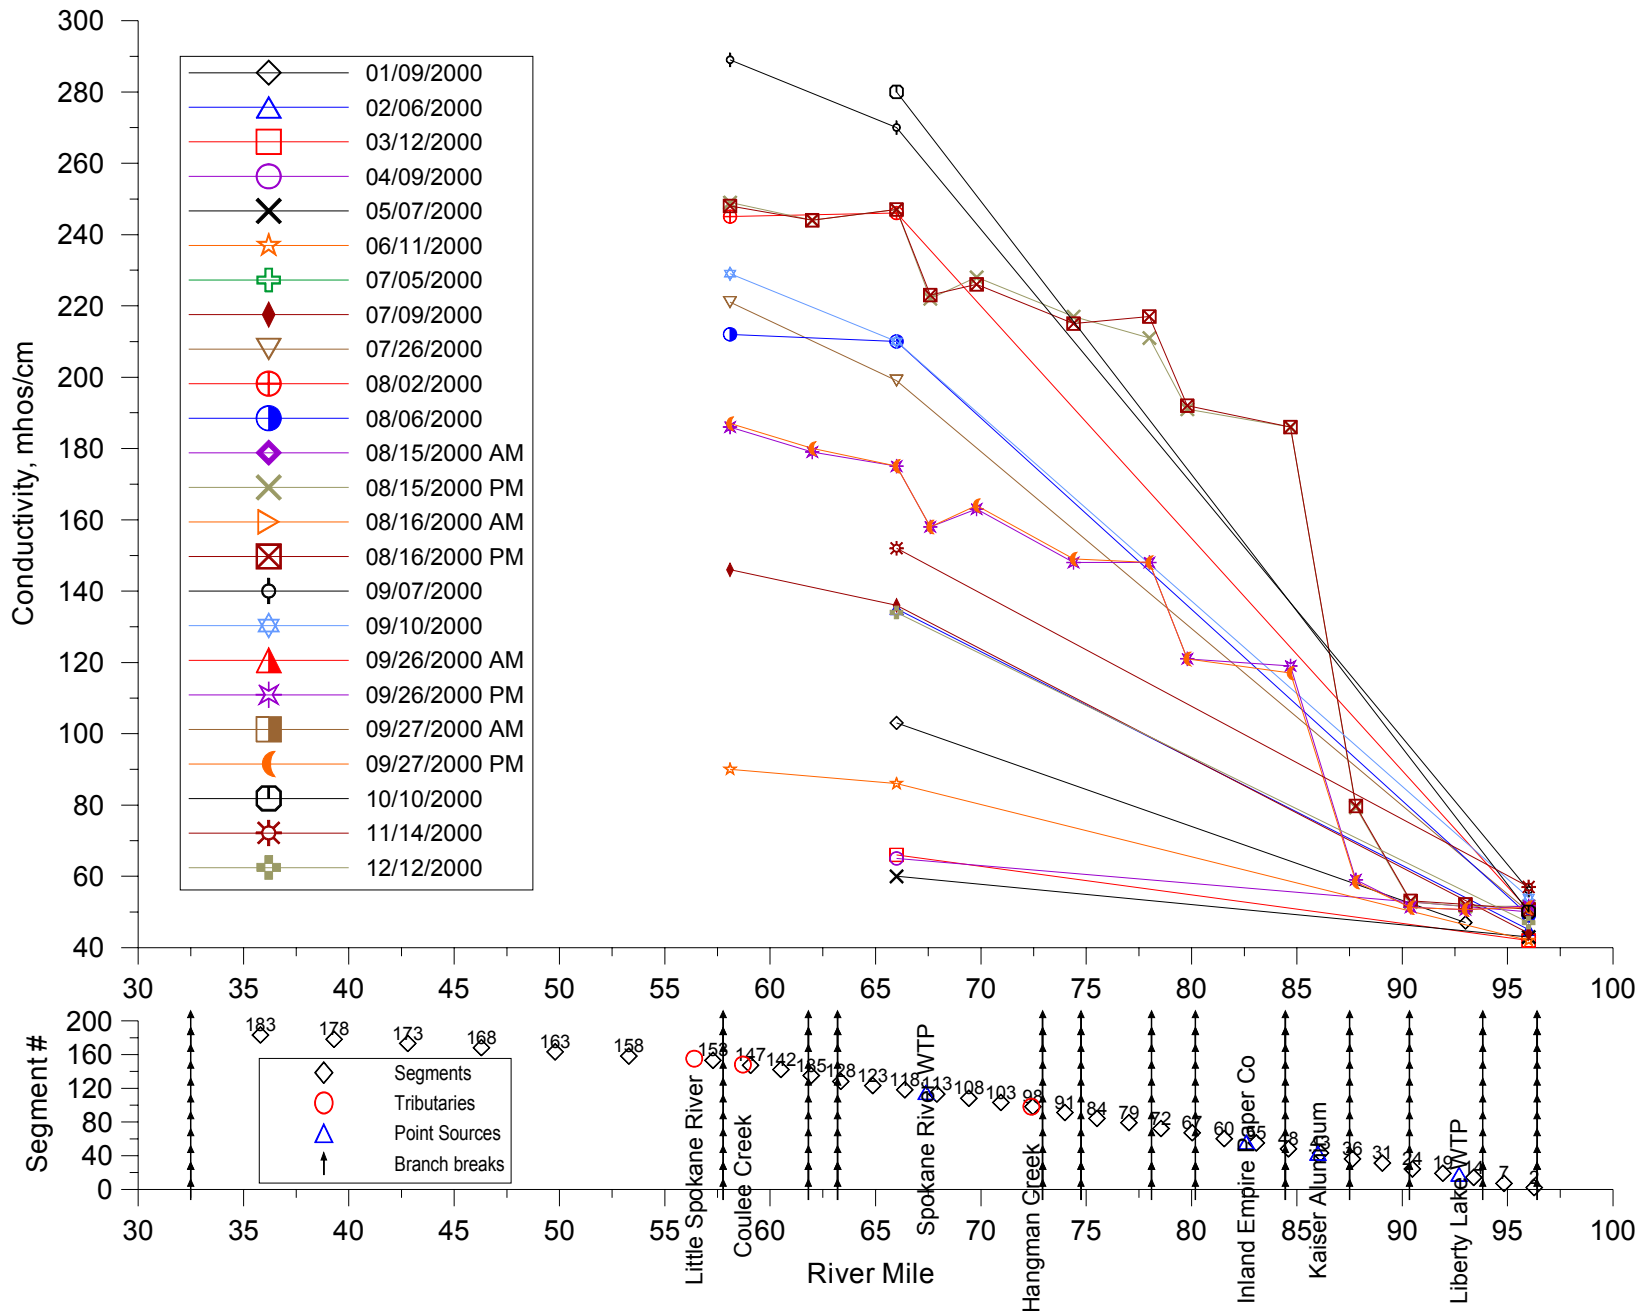 300
280
260
240
220
200
180
160
140
120
100
80
60
40
Conductivity, mhos/cm
01/09/2000
02/06/2000
03/12/2000
04/09/2000
05/07/2000
06/11/2000
07/05/2000
07/09/2000
07/26/2000
08/02/2000
08/06/2000
08/15/2000 AM
08/15/2000 PM
08/16/2000 AM
08/16/2000 PM
09/07/2000
09/10/2000
09/26/2000 AM
09/26/2000 PM
09/27/2000 AM
09/27/2000 PM
10/10/2000
11/14/2000
12/12/2000
30 35 40 45 50 55 60 65 70 75 80 85 90 95 100
200
160
120
80
40
0
Segment #
183 178 173 168 163 158 153 147 142 135 128 123 118 113 108 103 98 91 84 79 72 67 60 55 48 43 36 31 24 19 14 7 2
Segments
Tributaries
Point Sources
Branch breaks
Little Spokane River
Coulee Creek
Spokane River WTP
Hangman Creek
Inland Empire Paper Co
Kaiser Aluminum
Liberty Lake WTP
30 35 40 45 50 55 60 65 70 75 80 85 90 95 100
River Mile